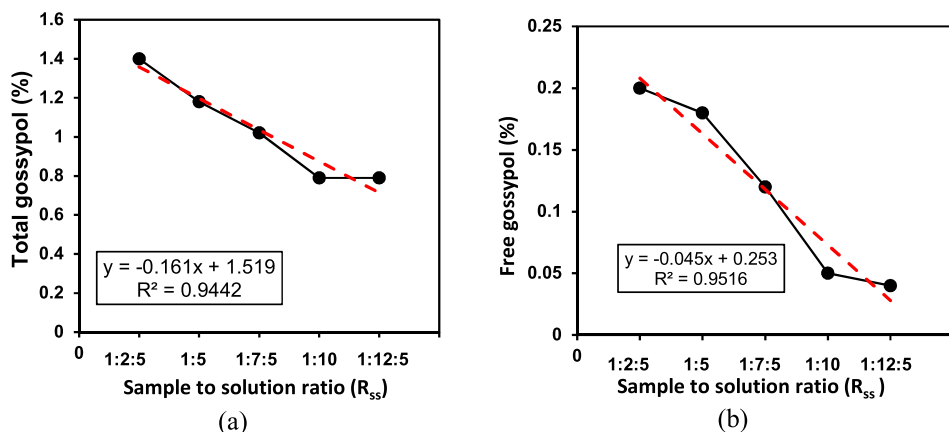 1.6
1.4
1.2
1
0.8
0.6
0.4
0.2
0
Total gossypol (%)
y = -0.161x + 1.519
R² = 0.9442
0 1:2:5 1:5 1:7:5 1:10 1:12:5
Sample to solution ratio (Rss)
(a)
0.25
0.2
0.15
0.1
0.05
0
Free gossypol (%)
y = -0.045x + 0.253
R² = 0.9516
0 1:2:5 1:5 1:7:5 1:10 1:12:5
Sample to solution ratio (Rss)
(b)